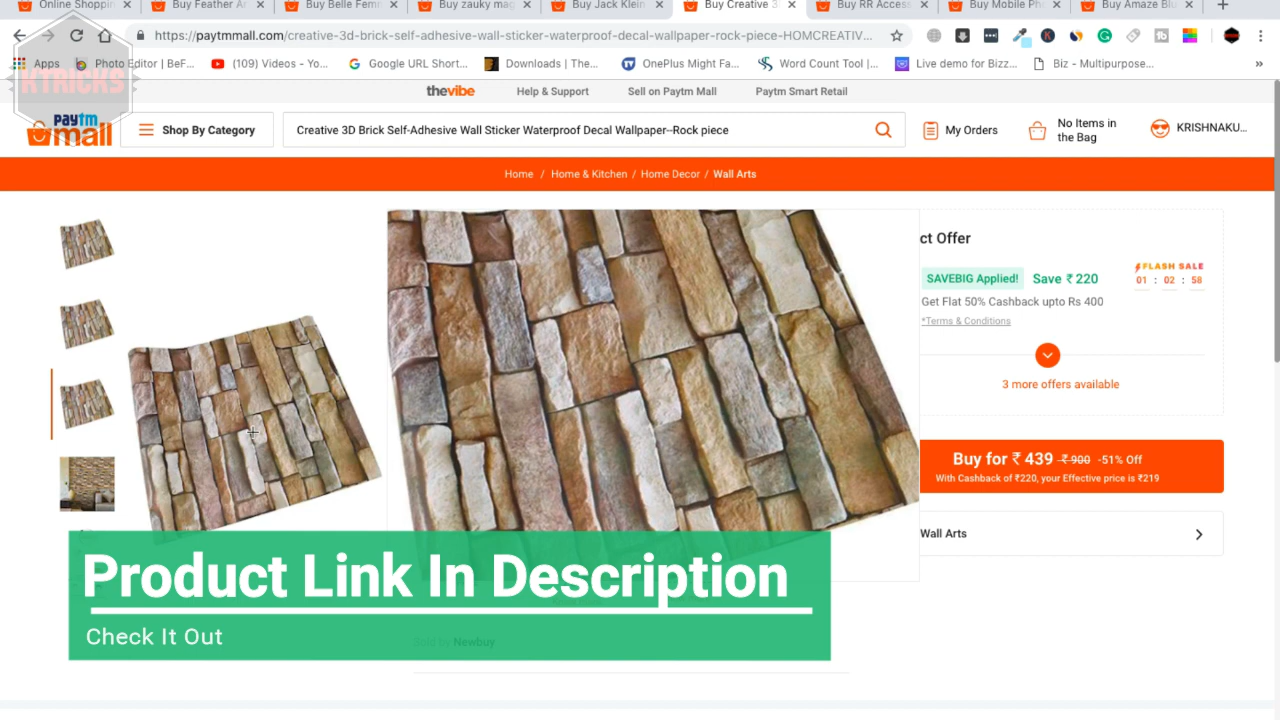 Online Shoppin
Buy Feather Ar
Buy Belle Femm
Buy zauky mag
Buy Jack Klein
Buy Creative 3
Buy RR Access
Buy Mobile Ph
Buy Amaze Blu
https://paytmmall.com/creative-3d-brick-self-adhesive-wall-sticker-waterproof-decal-wallpaper-rock-piece-HOMCREATIV...
Apps
Photo Editor | BeF...
(109) Videos - Yo...
Google URL Short...
Downloads | The...
OnePlus Might Fa...
Word Count Tool |...
Live demo for Bizz...
Biz - Multipurpose...
KTRICKS
thevibe
Help & Support
Sell on Paytm Mall
Paytm Smart Retail
paytm
mall
Shop By Category
Creative 3D Brick Self-Adhesive Wall Sticker Waterproof Decal Wallpaper--Rock piece
My Orders
No Items in
the Bag
KRISHNAKU...
Home / Home & Kitchen / Home Decor / Wall Arts
ct Offer
SAVEBIG Applied! Save ₹ 220
FLASH SALE
01 : 02 : 58
Get Flat 50% Cashback upto Rs 400
*Terms & Conditions
3 more offers available
Buy for ₹ 439 ₹ 900 -51% Off
With Cashback of ₹220, your Effective price is ₹219
Wall Arts
Product Link In Description
Check It Out
Sold by Newbuy